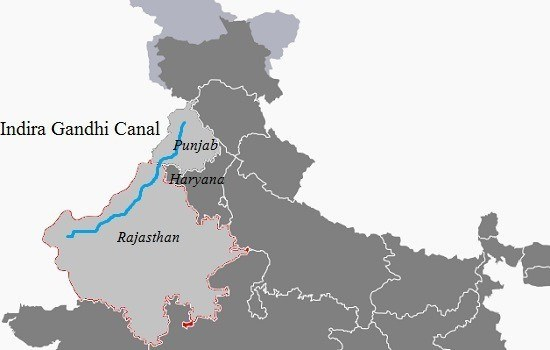 Indira Gandhi Canal
Punjab
Haryana
Rajasthan